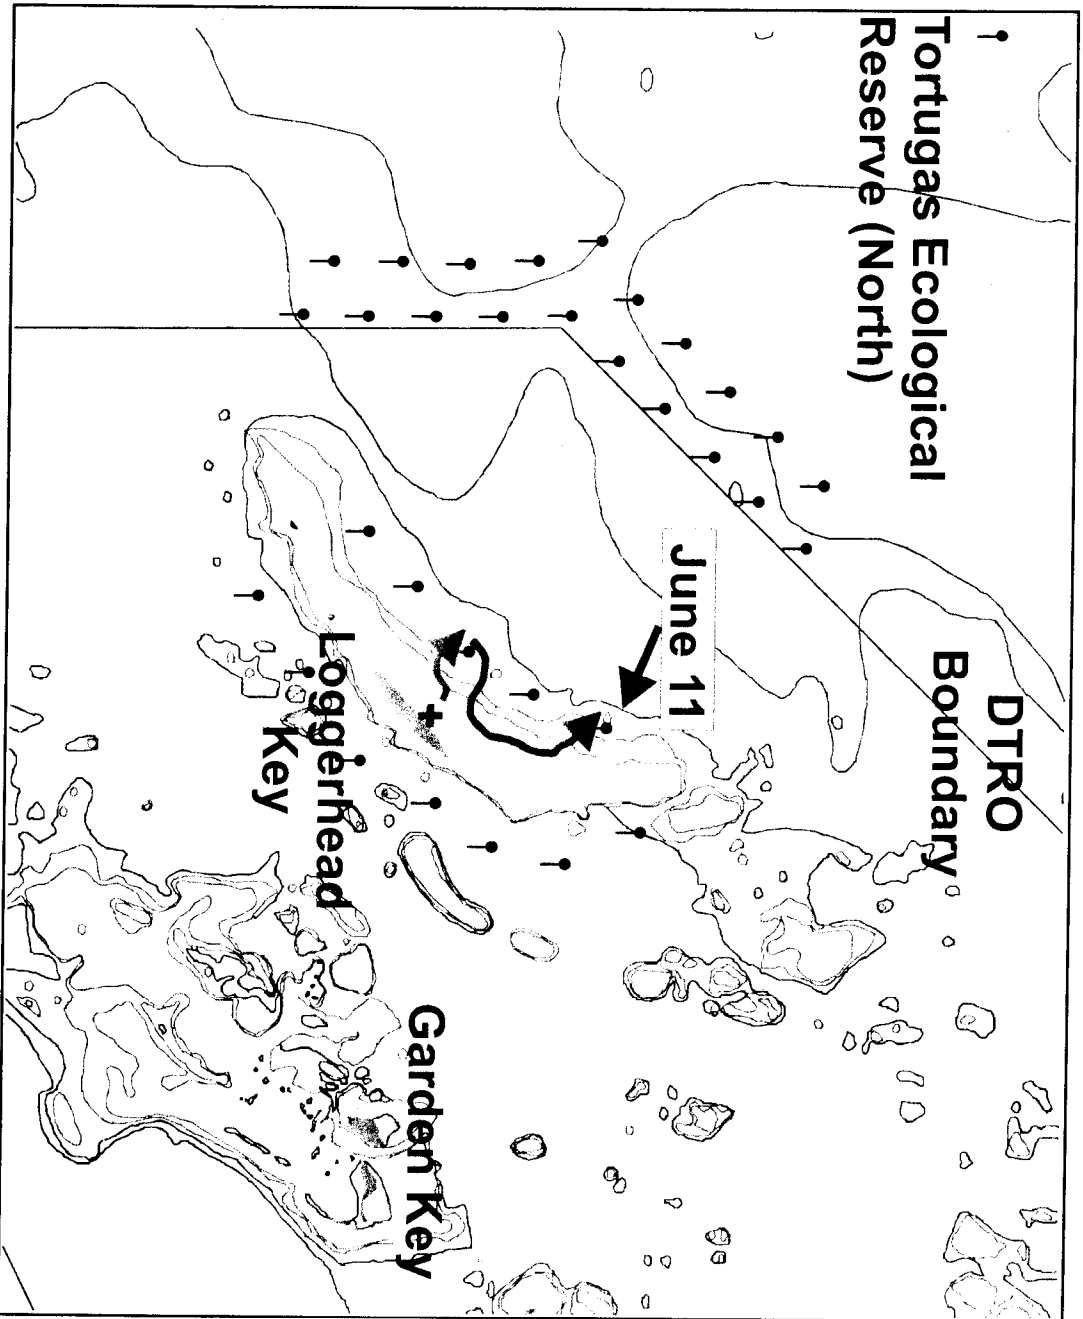 Tortugas Ecological
Reserve (North)
DTRO
Boundary
June 11
+
Loggerhead
Key
Garden Key